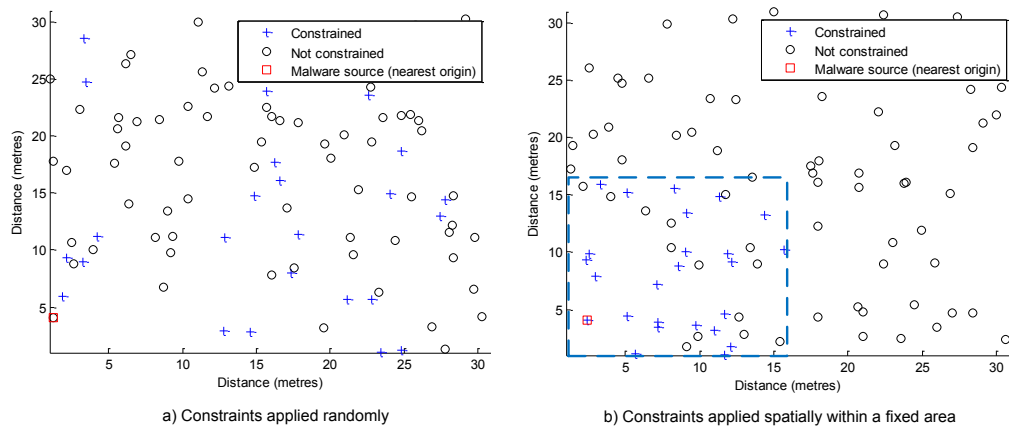 30
25
20
15
10
5
5 10 15 20 25 30
Distance (metres)
Distance (metres)
Constrained
Not constrained
Malware source (nearest origin)
a) Constraints applied randomly
30
25
20
15
10
5
5 10 15 20 25 30
Distance (metres)
Distance (metres)
Constrained
Not constrained
Malware source (nearest origin)
b) Constraints applied spatially within a fixed area